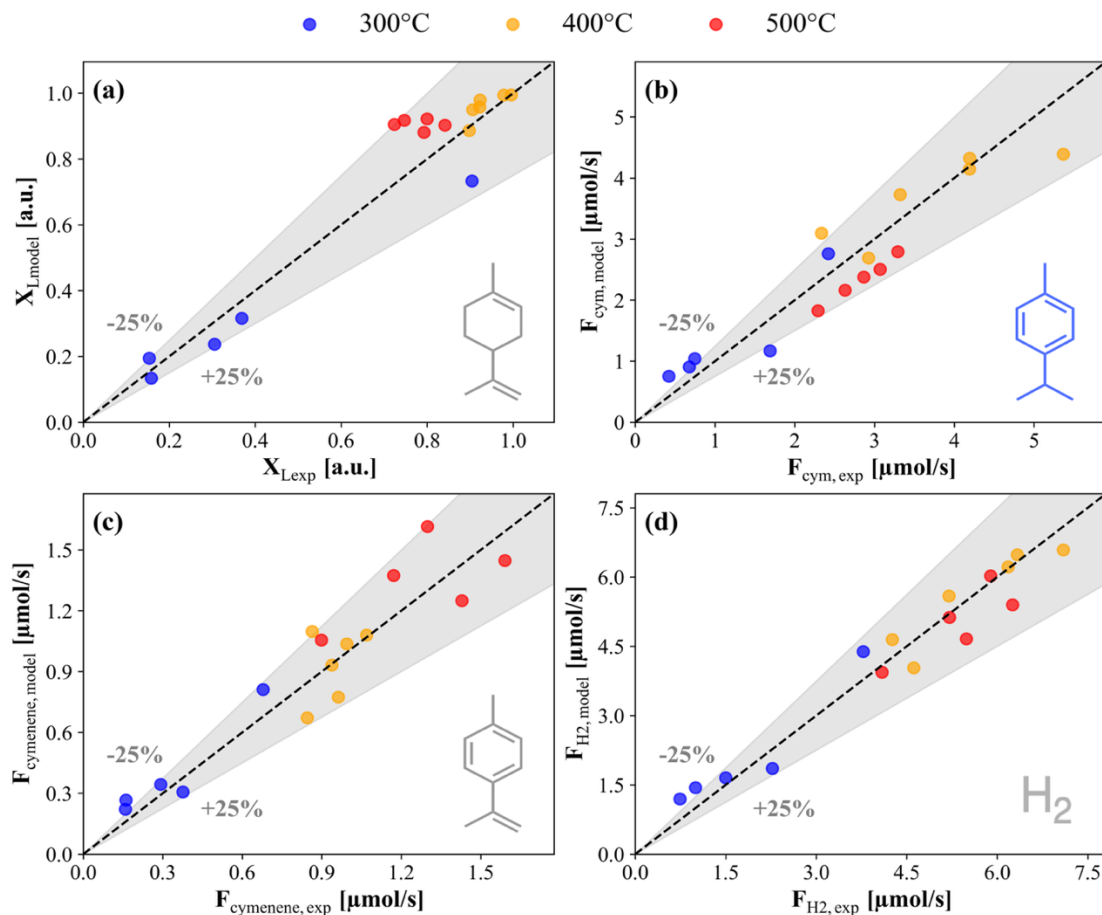 300°C 400°C 500°C
(a)
1.0
0.8
0.6
0.4
0.2
0.0
X_Lmodel [a.u.]
-25%
+25%
0.0 0.2 0.4 0.6 0.8 1.0
X_Lexp [a.u.]
(b)
5
4
3
2
1
0
F_cym, model [µmol/s]
-25%
+25%
0 1 2 3 4 5
F_cym, exp [µmol/s]
(c)
1.5
1.2
0.9
0.6
0.3
0.0
F_cymenene, model [µmol/s]
-25%
+25%
0.0 0.3 0.6 0.9 1.2 1.5
F_cymenene, exp [µmol/s]
(d)
7.5
6.0
4.5
3.0
1.5
0.0
F_H2, model [µmol/s]
-25%
+25%
H₂
0.0 1.5 3.0 4.5 6.0 7.5
F_H2, exp [µmol/s]